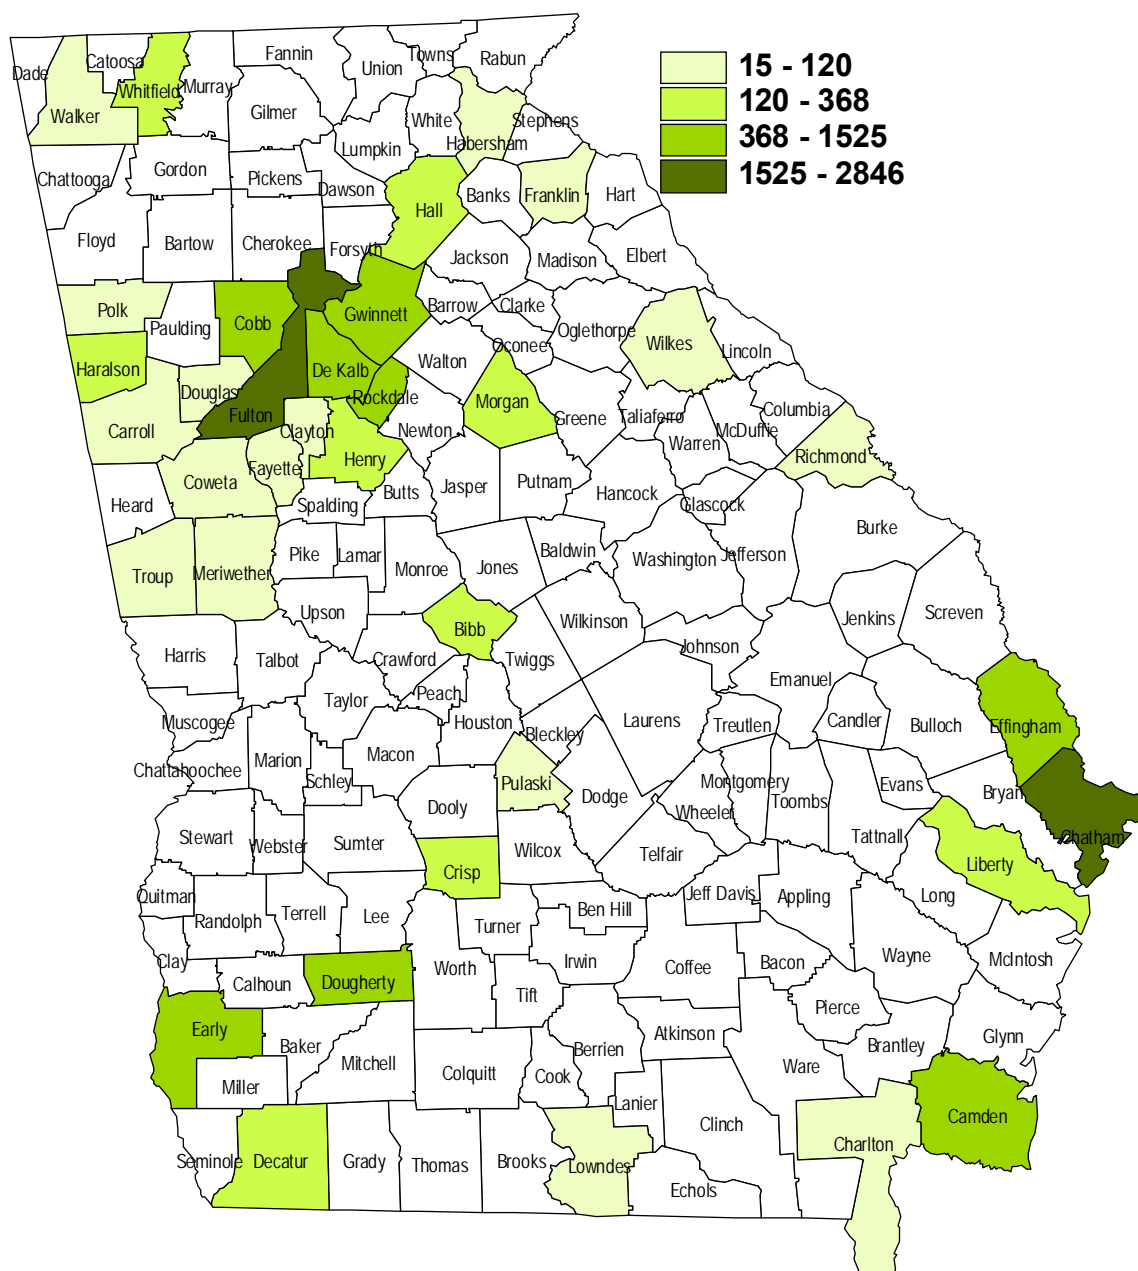 Fannin
Towns
Rabun
Union
Catoosa
Dade
Whitfield
Murray
15 - 120
120 - 368
368 - 1525
1525 - 2846
Walker
Gilmer
White
Stephens
Lumpkin
Habersham
Chattooga
Gordon
Pickens
Dawson
Hall
Banks
Franklin
Hart
Floyd
Bartow
Cherokee
Forsyth
Jackson
Madison
Elbert
Polk
Paulding
Cobb
Gwinnett
Barrow
Clarke
Oglethorpe
Wilkes
Lincoln
Oconee
Haralson
Douglas
De Kalb
Walton
Rockdale
Morgan
Fulton
Clayton
Newton
Greene
Taliaferro
Columbia
McDuffie
Warren
Carroll
Henry
Richmond
Coweta
Fayette
Heard
Spalding
Butts
Jasper
Putnam
Hancock
Glascock
Burke
Troup
Meriwether
Pike
Lamar
Monroe
Jones
Baldwin
Washington
Jefferson
Upson
Bibb
Wilkinson
Jenkins
Screven
Harris
Talbot
Crawford
Twiggs
Johnson
Emanuel
Taylor
Peach
Muscogee
Houston
Laurens
Treutlen
Candler
Bulloch
Effingham
Bleckley
Chattahoochee
Marion
Macon
Schley
Pulaski
Dodge
Montgomery
Wheeler
Toombs
Evans
Bryan
Dooly
Stewart
Webster
Sumter
Wilcox
Telfair
Tattnall
Chatham
Crisp
Liberty
Quitman
Randolph
Terrell
Lee
Turner
Ben Hill
Jeff Davis
Appling
Long
Clay
Calhoun
Dougherty
Worth
Irwin
Coffee
Bacon
Wayne
McIntosh
Tift
Pierce
Early
Baker
Mitchell
Atkinson
Brantley
Glynn
Miller
Colquitt
Cook
Berrien
Ware
Lanier
Clinch
Camden
Charlton
Seminole
Decatur
Grady
Thomas
Brooks
Lowndes
Echols